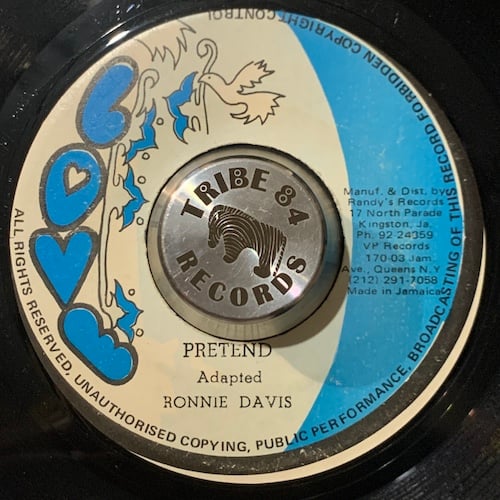 LOVE
TRIBE 84
RECORDS
Manuf. & Dist. by
Randy's Records
17 North Parade
Kingston, Ja.
Ph. 92-24359
VP Records
170-03 Jam.
Ave., Queens N.Y
(212) 291-7058
Made in Jamaica
PRETEND
Adapted
RONNIE DAVIS
ALL RIGHTS RESERVED, UNAUTHORISED COPYING, PUBLIC PERFORMANCE, BROADCASTING OF THIS RECORD FORBIDDEN COPYRIGHT CONTROL